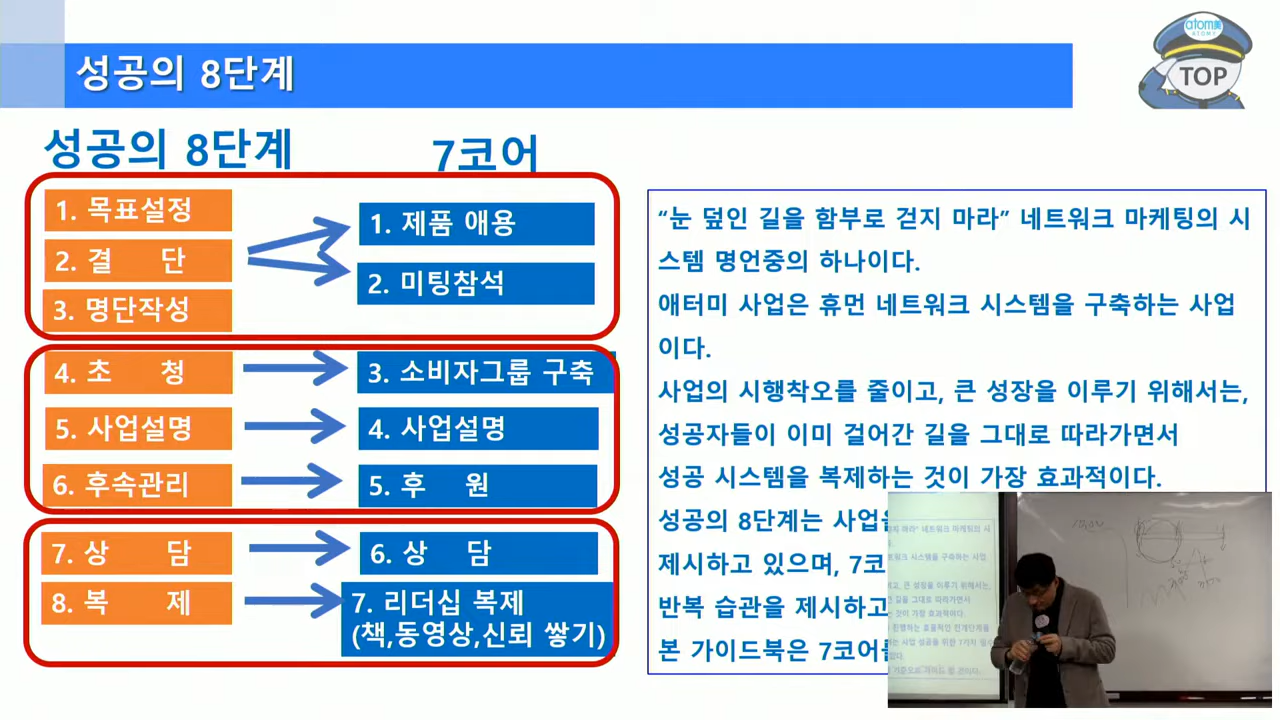 성공의 8단계
atom美
ATOMY
TOP
성공의 8단계
7코어
1. 목표설정
2. 결 단
3. 명단작성
1. 제품 애용
2. 미팅참석
4. 초 청
5. 사업설명
6. 후속관리
3. 소비자그룹 구축
4. 사업설명
5. 후 원
7. 상 담
8. 복 제
6. 상 담
7. 리더십 복제
(책,동영상,신뢰 쌓기)
“눈 덮인 길을 함부로 걷지 마라” 네트워크 마케팅의 시
스템 명언중의 하나이다.
애터미 사업은 휴먼 네트워크 시스템을 구축하는 사업
이다.
사업의 시행착오를 줄이고, 큰 성장을 이루기 위해서는,
성공자들이 이미 걸어간 길을 그대로 따라가면서
성공 시스템을 복제하는 것이 가장 효과적이다.
성공의 8단계는 사업을
제시하고 있으며, 7코
반복 습관을 제시하고
본 가이드북은 7코어를